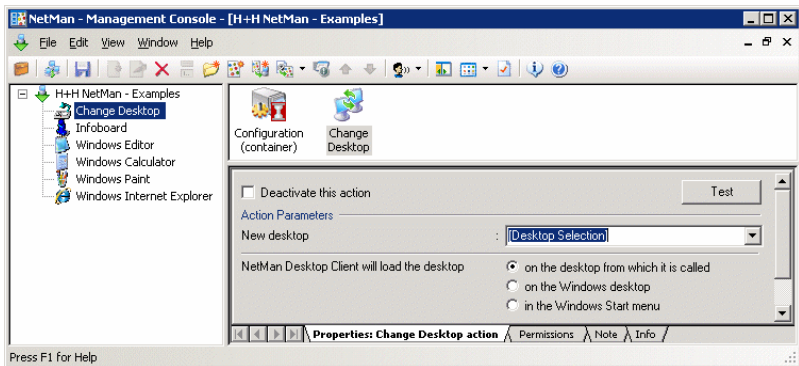 NetMan - Management Console - [H+H NetMan - Examples]
File Edit View Window Help
H+H NetMan - Examples
Change Desktop
Infoboard
Windows Editor
Windows Calculator
Windows Paint
Windows Internet Explorer
Configuration
(container)
Change
Desktop
Deactivate this action
Test
Action Parameters
New desktop : [Desktop Selection]
NetMan Desktop Client will load the desktop
on the desktop from which it is called
on the Windows desktop
in the Windows Start menu
Properties: Change Desktop action Permissions Note Info
Press F1 for Help